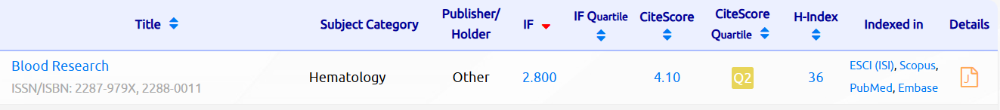 Title Subject Category Publisher/ Holder IF IF Quartile CiteScore CiteScore Quartile H-Index Indexed in Details
Blood Research Hematology Other 2.800 4.10 Q2 36 ESCI (ISI), Scopus,
ISSN/ISBN: 2287-979X, 2288-0011 PubMed, Embase
J